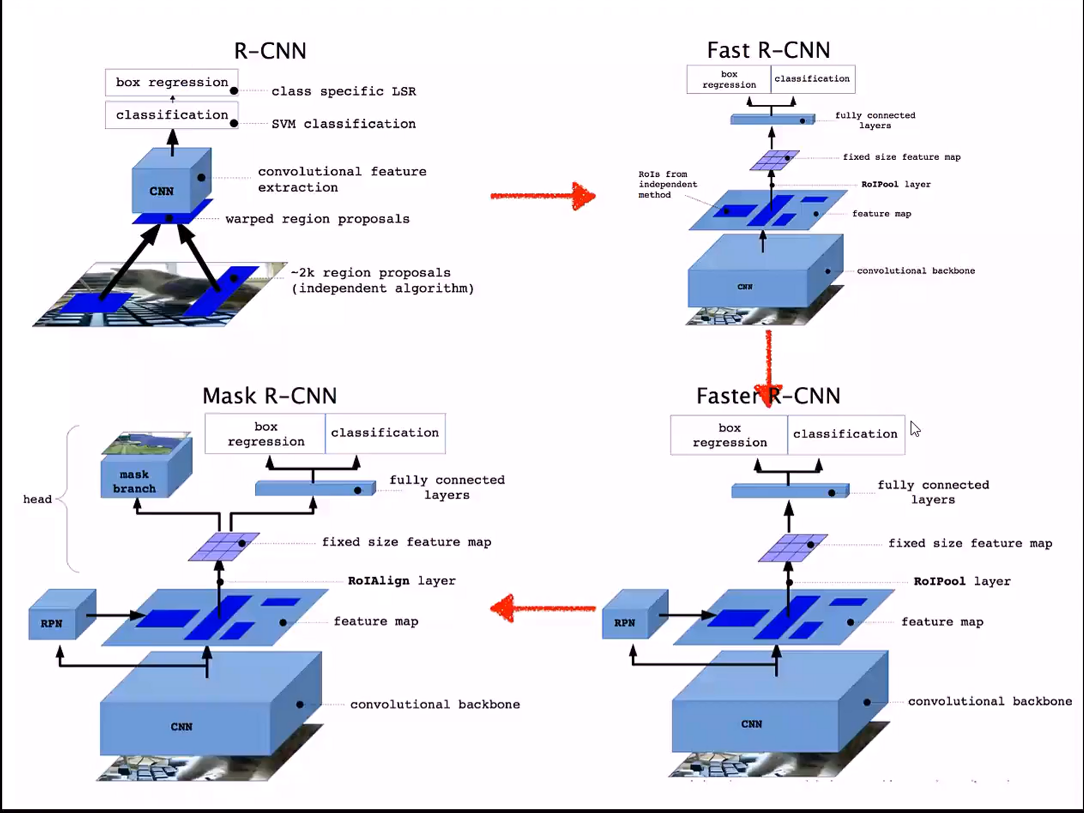 R-CNN
box regression
class specific LSR
classification
SVM classification
CNN
convolutional feature
extraction
warped region proposals
~2k region proposals
(independent algorithm)
Fast R-CNN
box
regression
classification
fully connected
layers
fixed size feature map
RoIs from
independent
method
RoIPool layer
feature map
CNN
convolutional backbone
Mask R-CNN
box
regression
classification
mask
branch
head
fully connected
layers
fixed size feature map
RoIAlign layer
RPN
feature map
CNN
convolutional backbone
Faster R-CNN
box
regression
classification
fully connected
layers
fixed size feature map
RoIPool layer
RPN
feature map
CNN
convolutional backbone